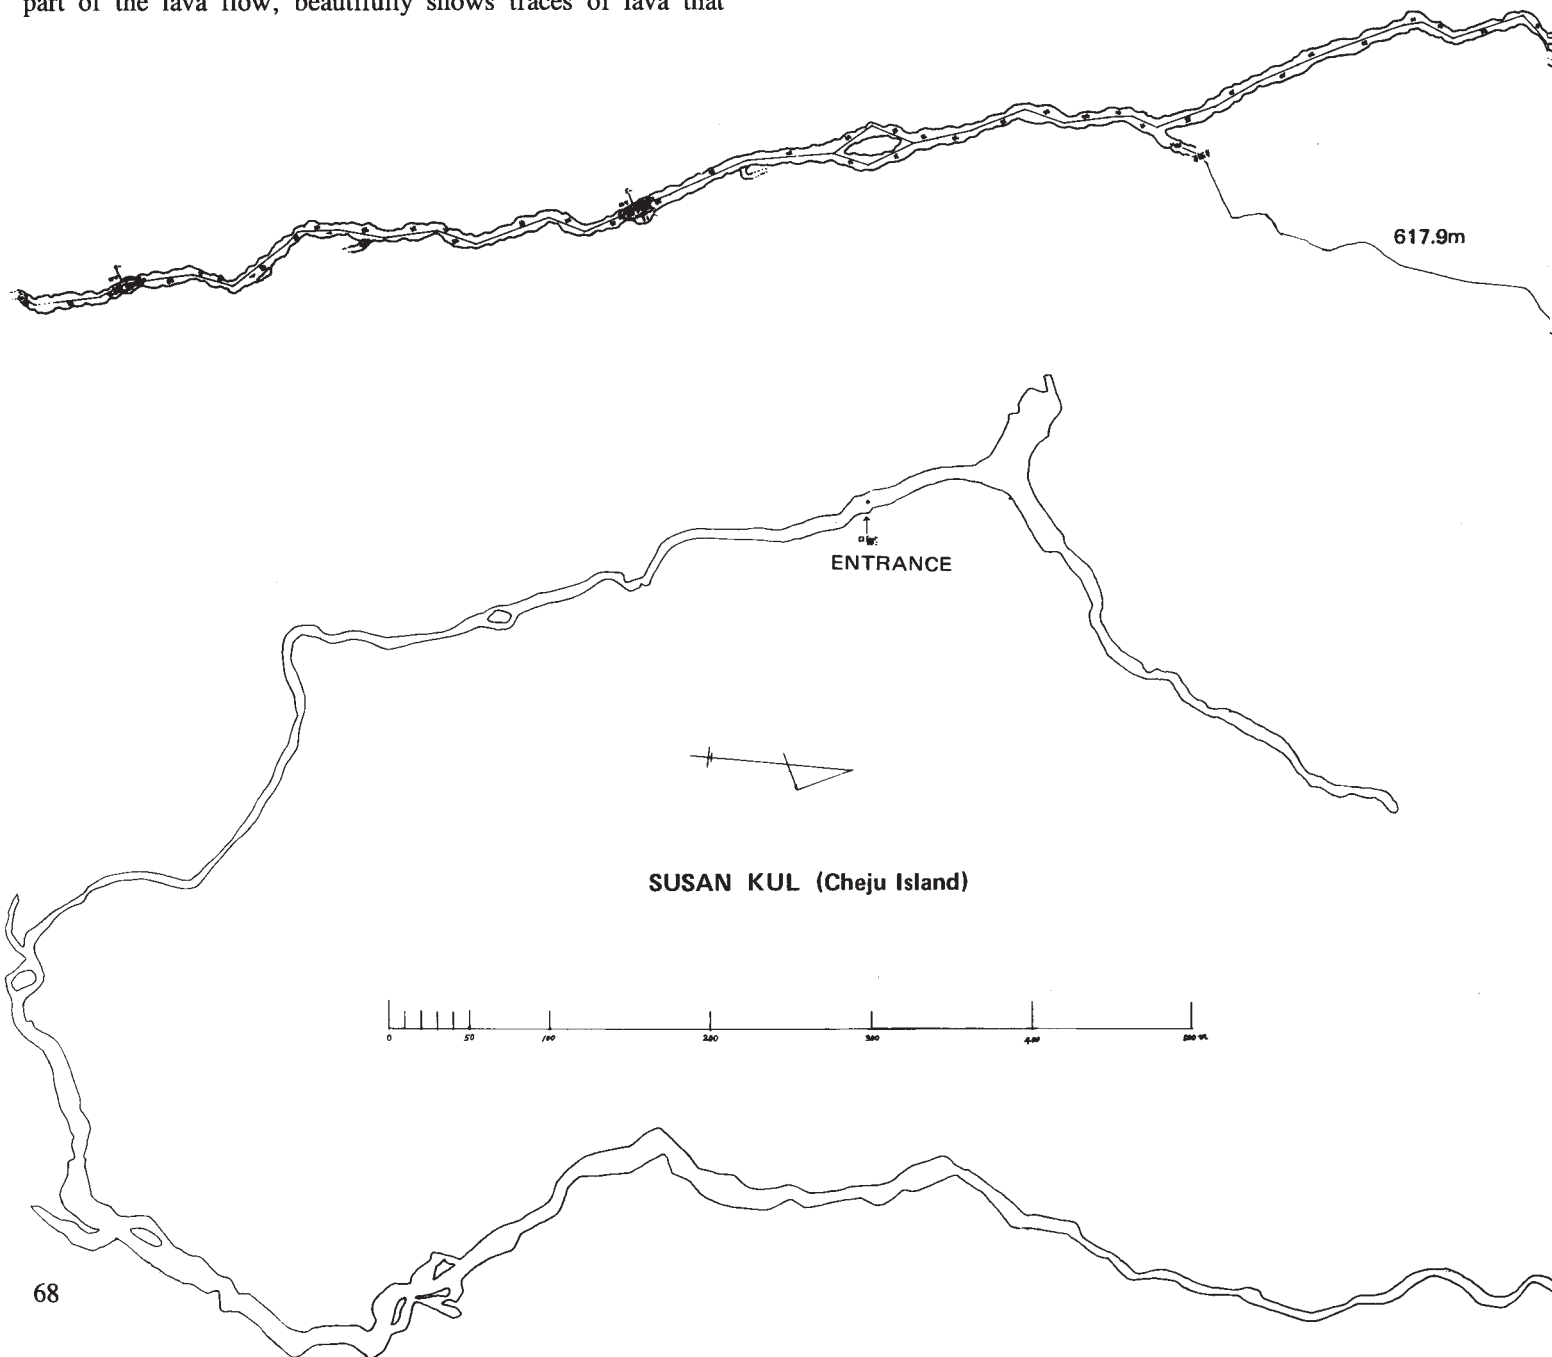 part of the lava flow, beautifully shows traces of lava that
617.9m
ENTRANCE
SUSAN KUL (Cheju Island)
0 50 100 200 300 400 500 m
68